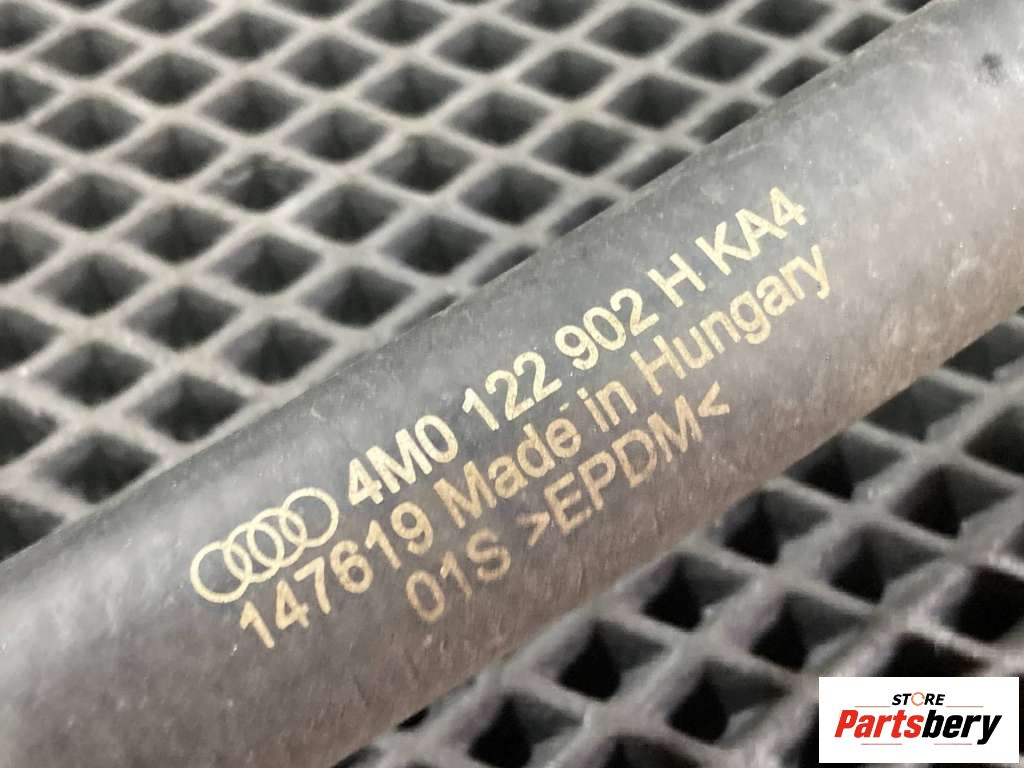 4M0 122 902 H KA4
147619 Made in Hungary
01S >EPDM<
STORE
Partsbery